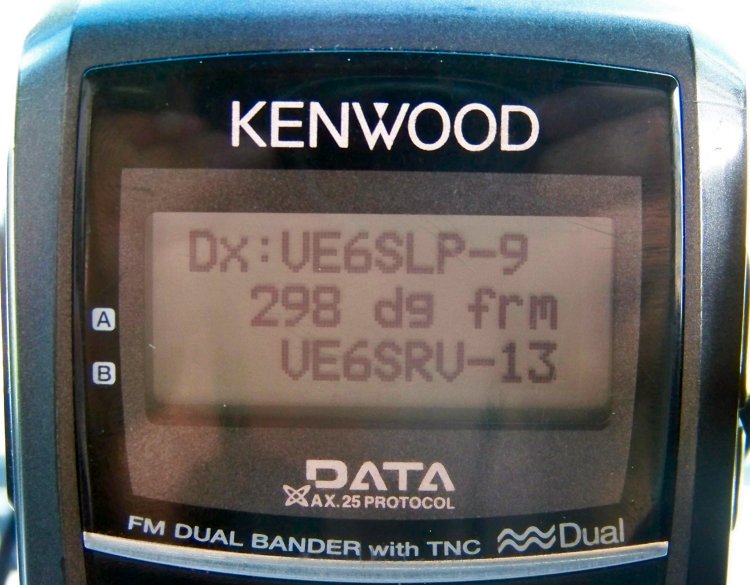 KENWOOD
Dx:VE6SLP-9
298 dg frm
A
VE6SRV-13
B
DATA
AX.25 PROTOCOL
FM DUAL BANDER with TNC Dual